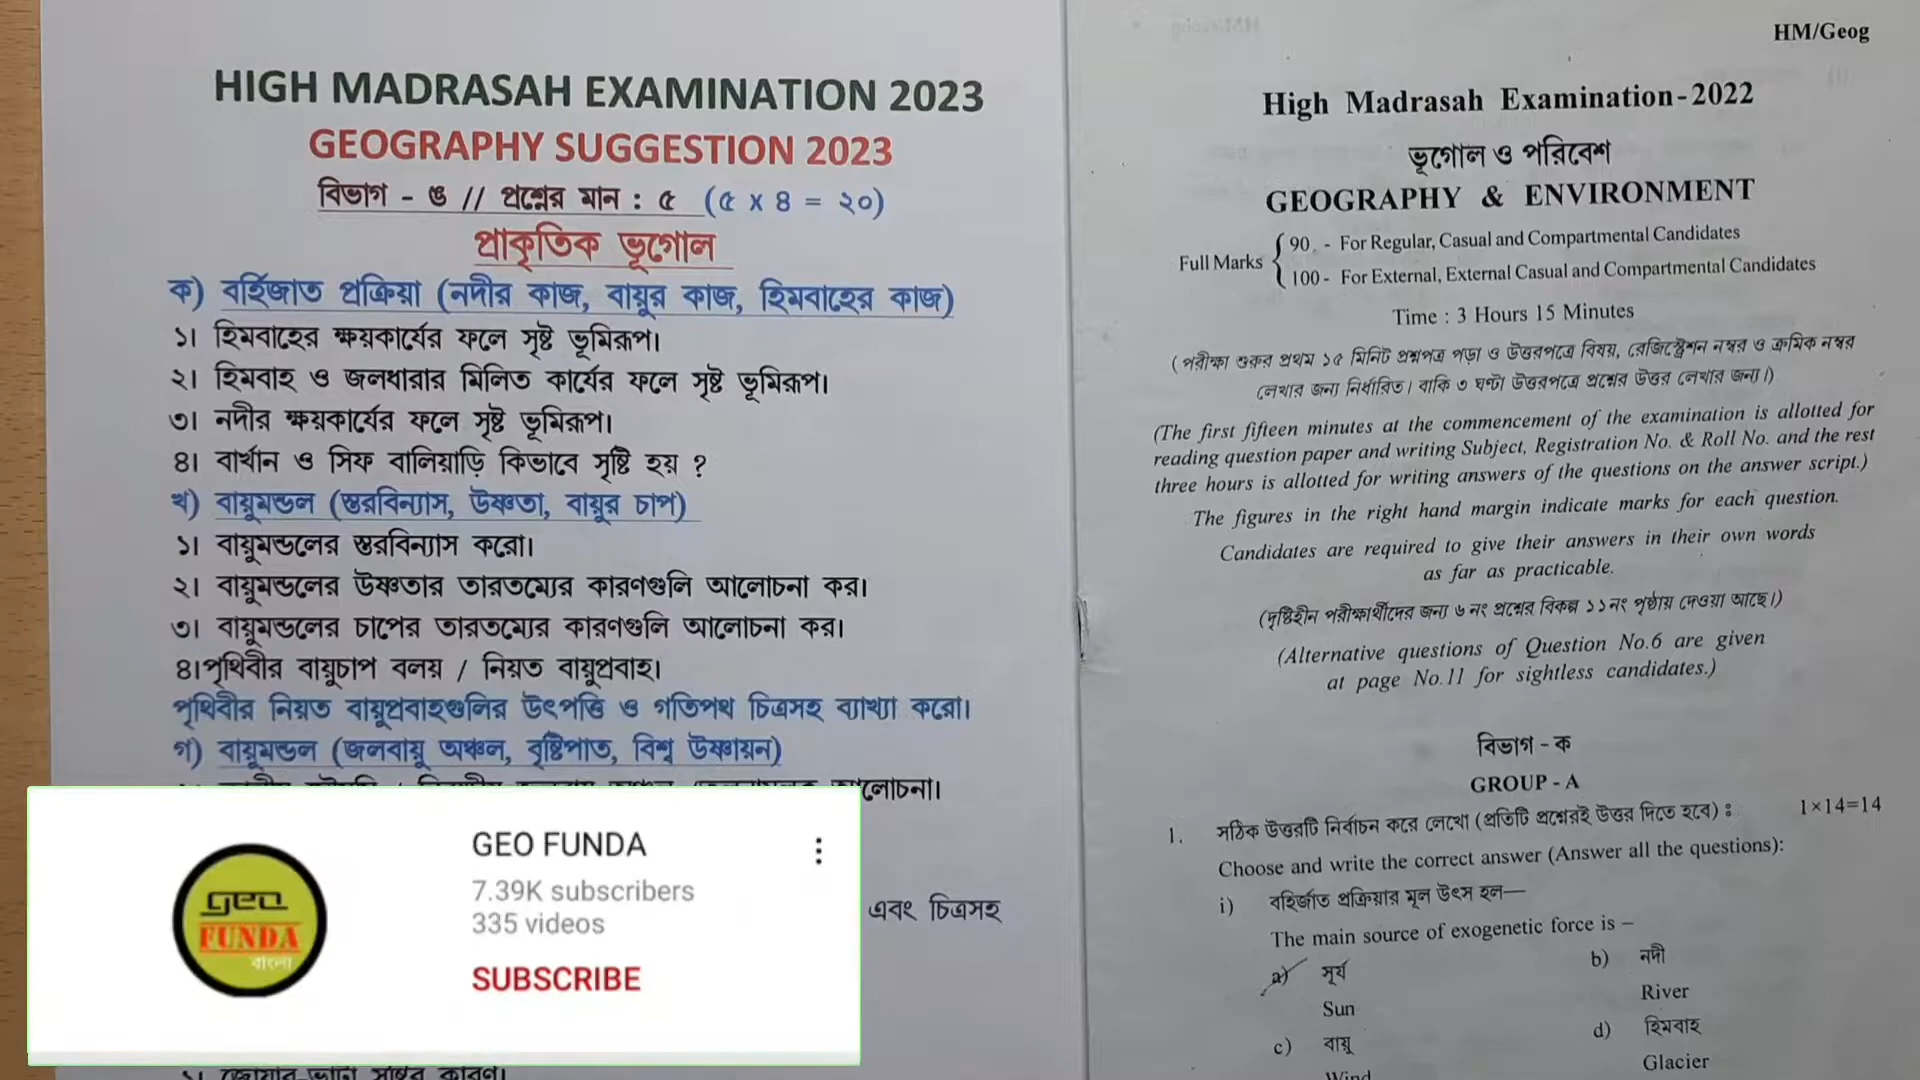 HIGH MADRASAH EXAMINATION 2023
GEOGRAPHY SUGGESTION 2023
বিভাগ - ঙ // প্রশ্নের মান : ৫ (৫ x ৪ = ২০)
প্রাকৃতিক ভূগোল
ক) বর্হিজাত প্রক্রিয়া (নদীর কাজ, বায়ুর কাজ, হিমবাহের কাজ)
১। হিমবাহের ক্ষয়কার্যের ফলে সৃষ্ট ভূমিরূপ।
২। হিমবাহ ও জলধারার মিলিত কার্যের ফলে সৃষ্ট ভূমিরূপ।
৩। নদীর ক্ষয়কার্যের ফলে সৃষ্ট ভূমিরূপ।
৪। বার্খান ও সিফ বালিয়াড়ি কিভাবে সৃষ্টি হয় ?
খ) বায়ুমন্ডল (স্তরবিন্যাস, উষ্ণতা, বায়ুর চাপ)
১। বায়ুমন্ডলের স্তরবিন্যাস করো।
২। বায়ুমন্ডলের উষ্ণতার তারতম্যের কারণগুলি আলোচনা কর।
৩। বায়ুমন্ডলের চাপের তারতম্যের কারণগুলি আলোচনা কর।
৪।পৃথিবীর বায়ুচাপ বলয় / নিয়ত বায়ুপ্রবাহ।
পৃথিবীর নিয়ত বায়ুপ্রবাহগুলির উৎপত্তি ও গতিপথ চিত্রসহ ব্যাখ্যা করো।
গ) বায়ুমন্ডল (জলবায়ু অঞ্চল, বৃষ্টিপাত, বিশ্ব উষ্ণায়ন)
এবং চিত্রসহ
GEO FUNDA
7.39K subscribers
335 videos
SUBSCRIBE
geo
FUNDA
বাংলা
HM/Geog
High Madrasah Examination-2022
ভূগোল ও পরিবেশ
GEOGRAPHY & ENVIRONMENT
Full Marks
90 - For Regular, Casual and Compartmental Candidates
100 - For External, External Casual and Compartmental Candidates
Time : 3 Hours 15 Minutes
( পরীক্ষা শুরুর প্রথম ১৫ মিনিট প্রশ্নপত্র পড়া ও উত্তরপত্রে বিষয়, রেজিস্ট্রেশন নম্বর ও ক্রমিক নম্বর
লেখার জন্য নির্ধারিত। বাকি ৩ ঘণ্টা উত্তরপত্রে প্রশ্নের উত্তর লেখার জন্য।)
(The first fifteen minutes at the commencement of the examination is allotted for
reading question paper and writing Subject, Registration No. & Roll No. and the rest
three hours is allotted for writing answers of the questions on the answer script.)
The figures in the right hand margin indicate marks for each question.
Candidates are required to give their answers in their own words
as far as practicable.
(দৃষ্টিহীন পরীক্ষার্থীদের জন্য ৬ নং প্রশ্নের বিকল্প ১১নং পৃষ্ঠায় দেওয়া আছে।)
(Alternative questions of Question No.6 are given
at page No.11 for sightless candidates.)
বিভাগ - ক
GROUP - A
1. সঠিক উত্তরটি নির্বাচন করে লেখো (প্রতিটি প্রশ্নেরই উত্তর দিতে হবে) : 1×14=14
Choose and write the correct answer (Answer all the questions):
i) বহির্জাত প্রক্রিয়ার মূল উৎস হল—
The main source of exogenetic force is –
a) সূর্য b) নদী
Sun River
c) বায়ু d) হিমবাহ
Wind Glacier